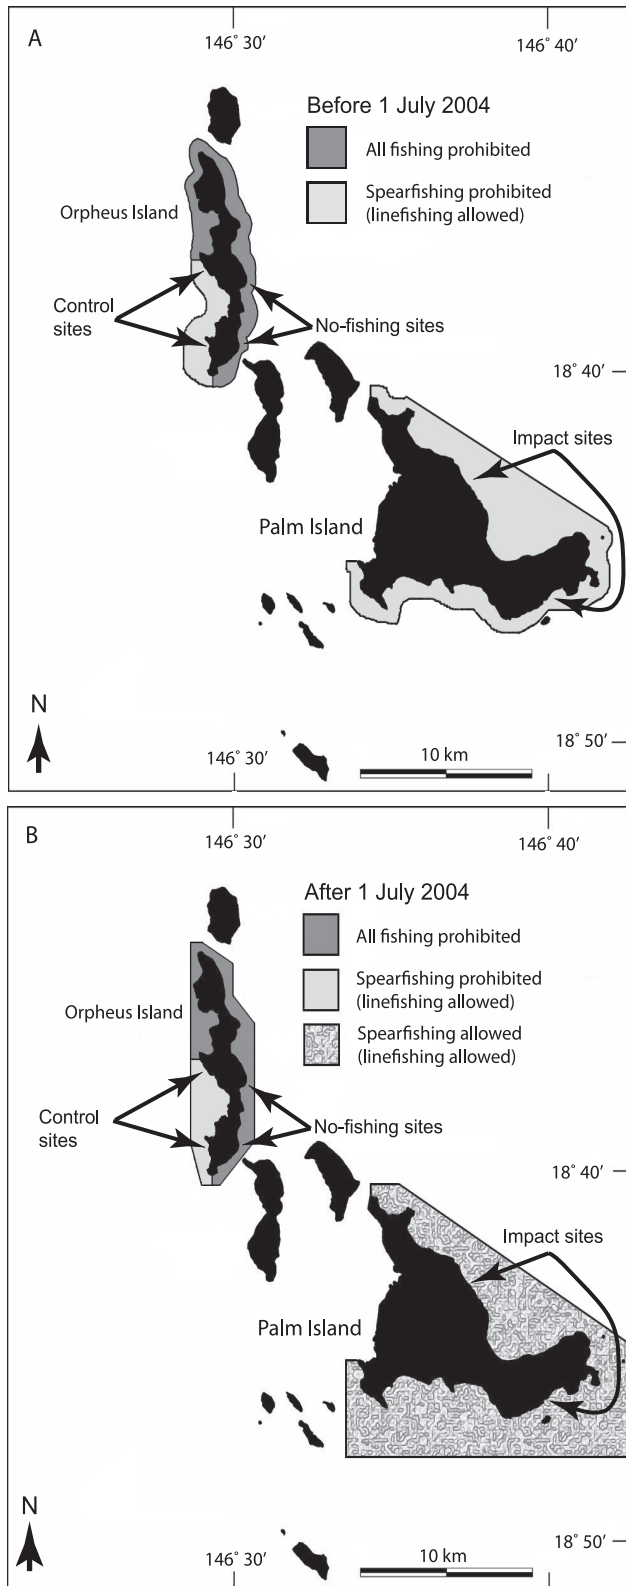 A
146° 30′
146° 40′
Before 1 July 2004
All fishing prohibited
Spearfishing prohibited
(linefishing allowed)
Orpheus Island
Control
sites
No-fishing sites
18° 40′
Impact sites
Palm Island
N
146° 30′
10 km
18° 50′
B
146° 30′
146° 40′
After 1 July 2004
All fishing prohibited
Spearfishing prohibited
(linefishing allowed)
Orpheus Island
Spearfishing allowed
(linefishing allowed)
Control
sites
No-fishing sites
18° 40′
Impact sites
Palm Island
N
18° 50′
146° 30′
10 km